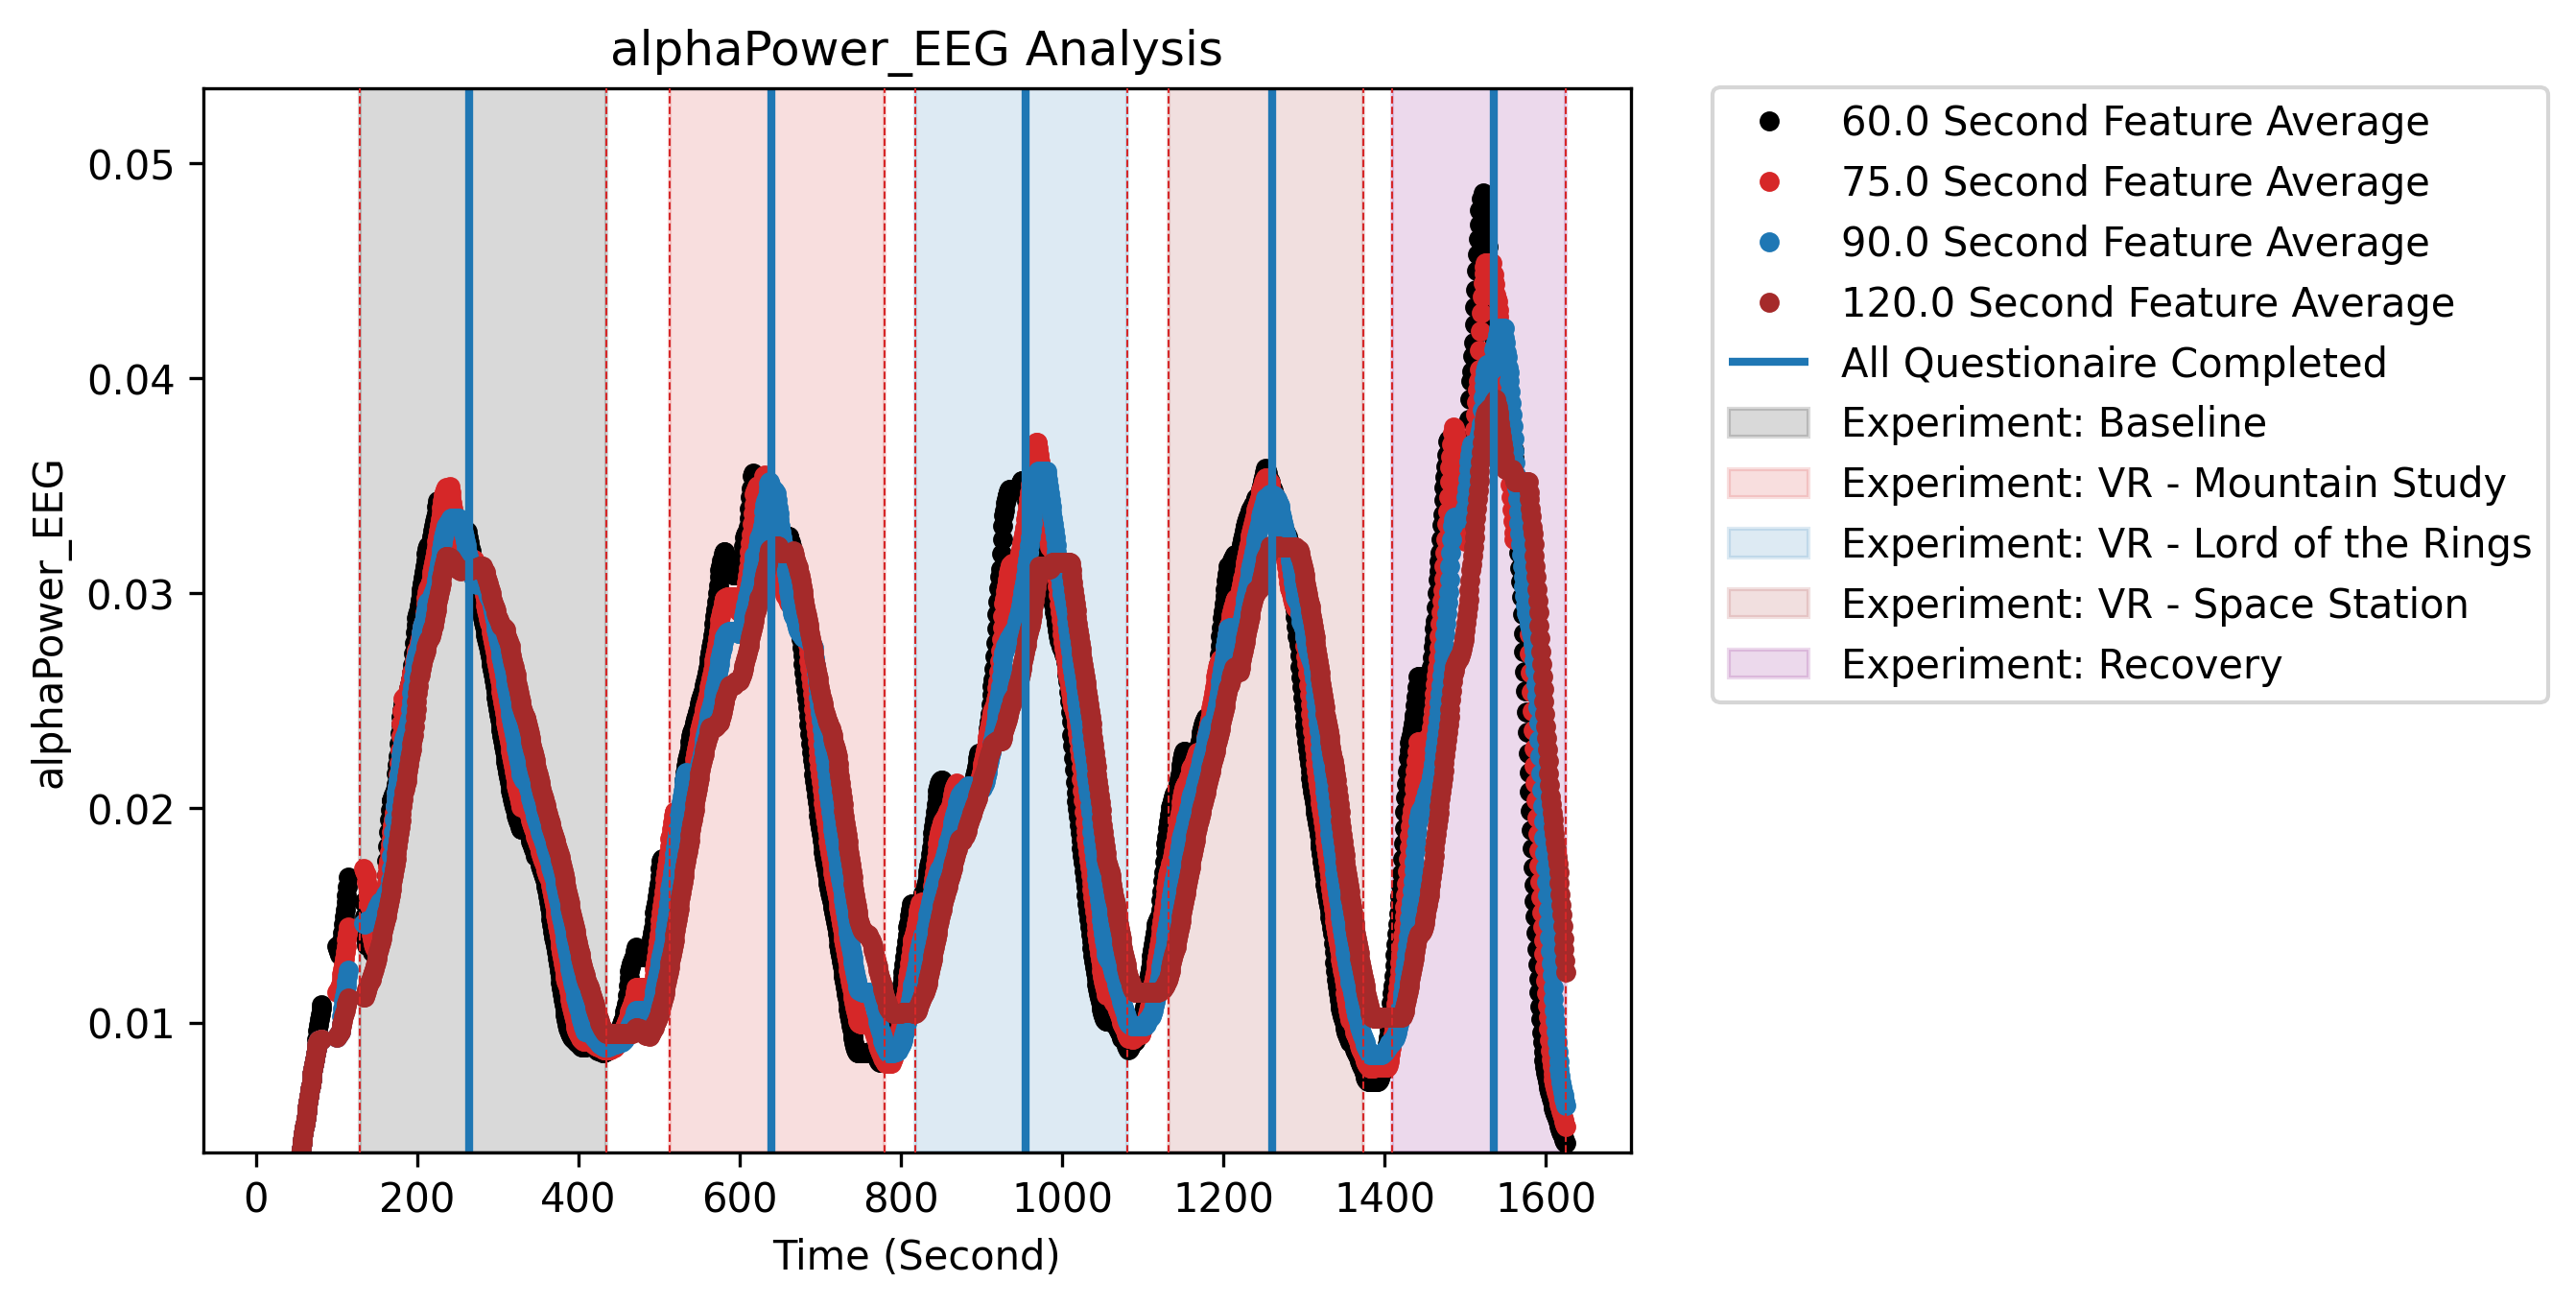 alphaPower_EEG Analysis
alphaPower_EEG
0.05
0.04
0.03
0.02
0.01
0
200
400
600
800
1000
1200
1400
1600
Time (Second)
60.0 Second Feature Average
75.0 Second Feature Average
90.0 Second Feature Average
120.0 Second Feature Average
All Questionaire Completed
Experiment: Baseline
Experiment: VR - Mountain Study
Experiment: VR - Lord of the Rings
Experiment: VR - Space Station
Experiment: Recovery